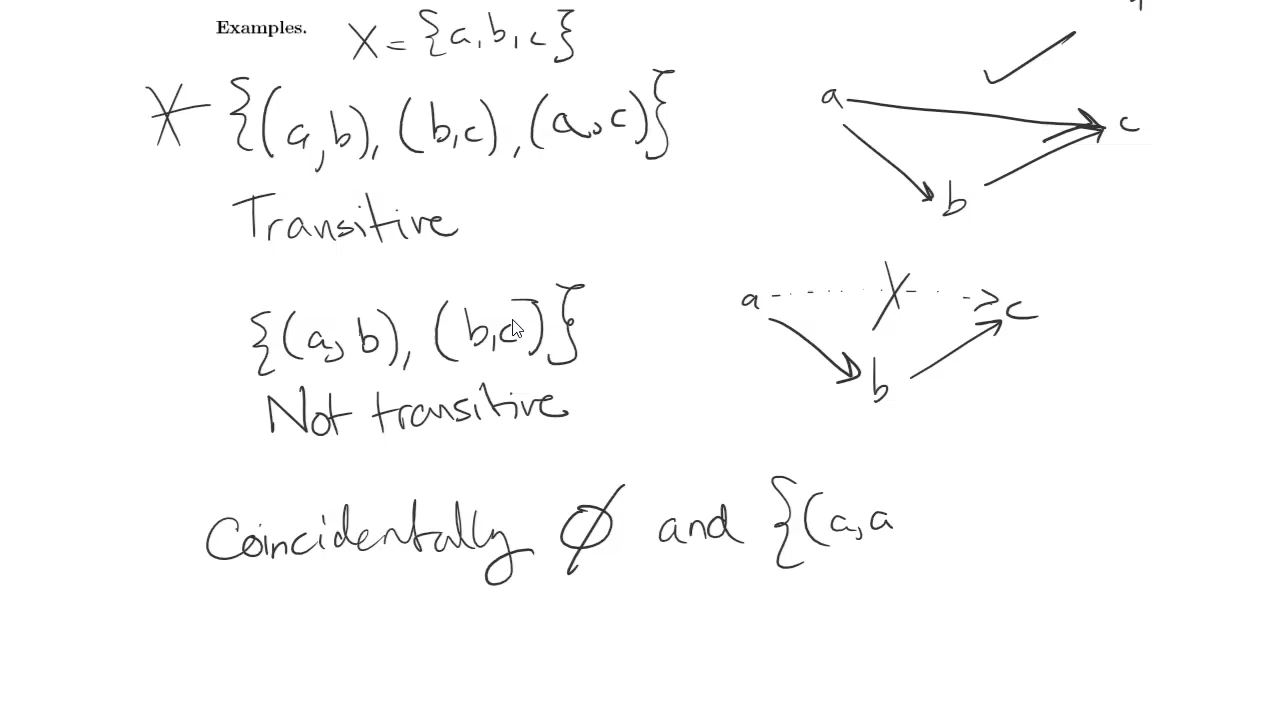 Examples. X = {a, b, c}
{(a, b), (b, c), (a, c)}
a c
b
Transitive
a c
{(a, b), (b, c)}
b
Not transitive
Coincidentally ∅ and {(a, a